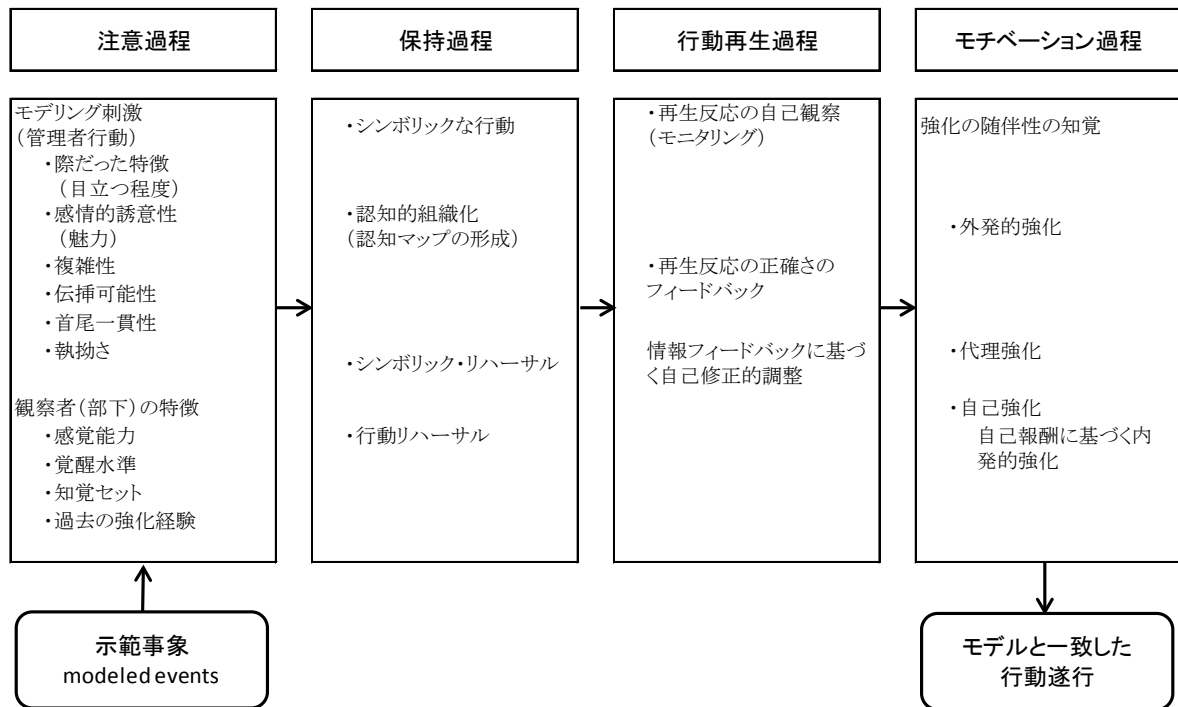 注意過程
保持過程
行動再生過程
モチベーション過程
モデリング刺激
(管理者行動)
・際だった特徴
(目立つ程度)
・感情的誘意性
(魅力)
・複雑性
・伝搼可能性
・首尾一貫性
・執拗さ
観察者(部下)の特徴
・感覚能力
・覚醒水準
・知覚セット
・過去の強化経験
・シンボリックな行動
・認知的組織化
(認知マップの形成)
・シンボリック・リハーサル
・行動リハーサル
・再生反応の自己観察
(モニタリング)
・再生反応の正確さの
フィードバック
情報フィードバックに基づ
く自己修正的調整
強化の随伴性の知覚
・外発的強化
・代理強化
・自己強化
自己報酬に基づく内
発的強化
示範事象
modeled events
モデルと一致した
行動遂行